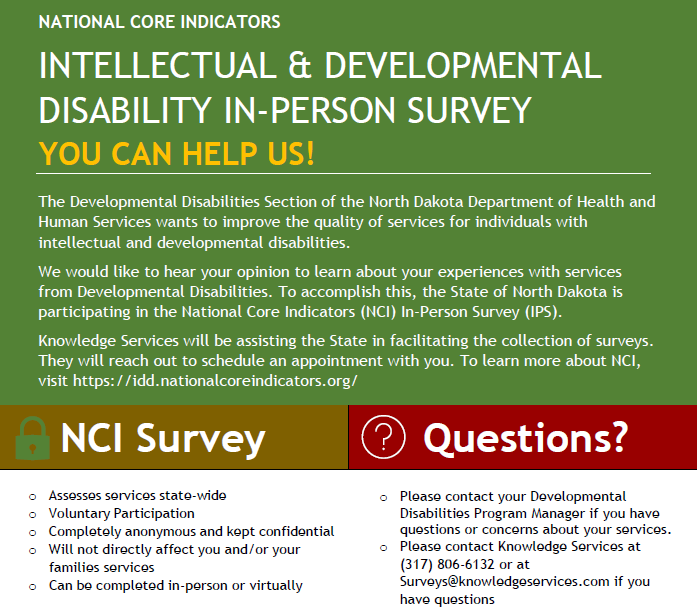 NATIONAL CORE INDICATORS
INTELLECTUAL & DEVELOPMENTAL
DISABILITY IN-PERSON SURVEY
YOU CAN HELP US!
The Developmental Disabilities Section of the North Dakota Department of Health and
Human Services wants to improve the quality of services for individuals with
intellectual and developmental disabilities.
We would like to hear your opinion to learn about your experiences with services
from Developmental Disabilities. To accomplish this, the State of North Dakota is
participating in the National Core Indicators (NCI) In-Person Survey (IPS).
Knowledge Services will be assisting the State in facilitating the collection of surveys.
They will reach out to schedule an appointment with you. To learn more about NCI,
visit https://idd.nationalcoreindicators.org/
NCI Survey
o Assesses services state-wide
o Voluntary Participation
o Completely anonymous and kept confidential
o Will not directly affect you and/or your
families services
o Can be completed in-person or virtually
? Questions?
o Please contact your Developmental
Disabilities Program Manager if you have
questions or concerns about your services.
o Please contact Knowledge Services at
(317) 806-6132 or at
Surveys@knowledgeservices.com if you
have questions